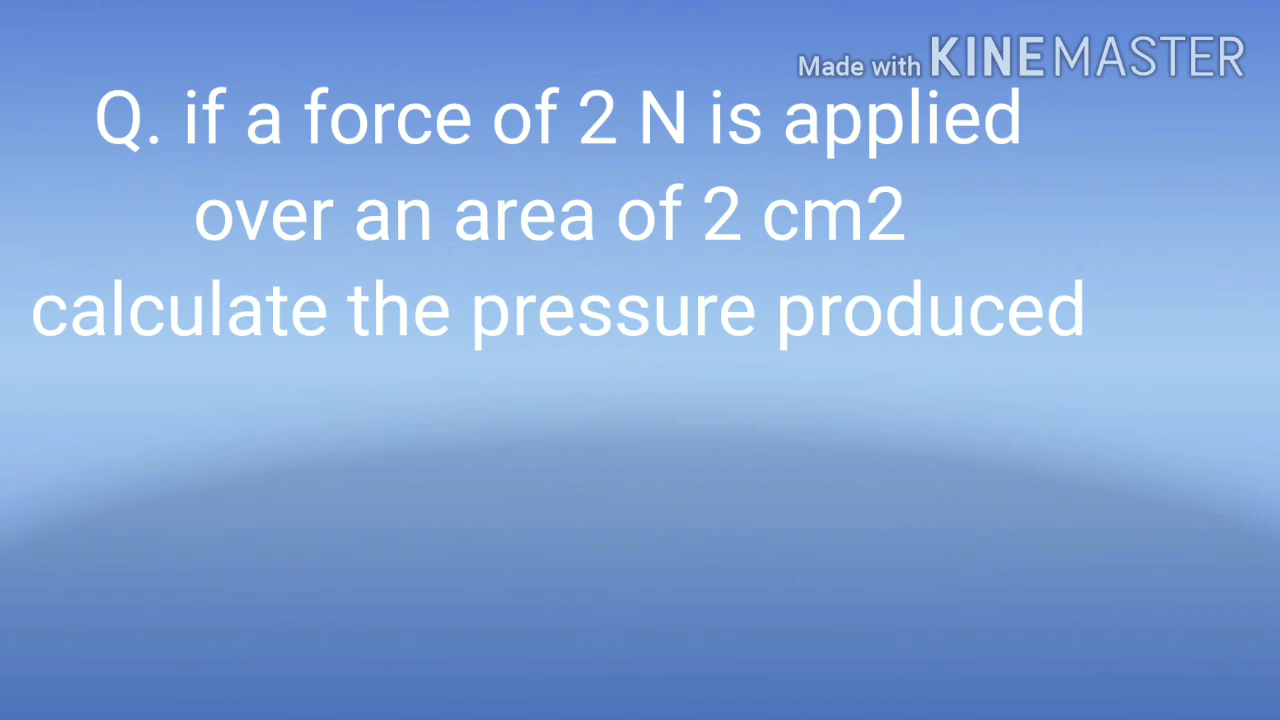 Made with KINEMASTER
Q. if a force of 2 N is applied
over an area of 2 cm2
calculate the pressure produced